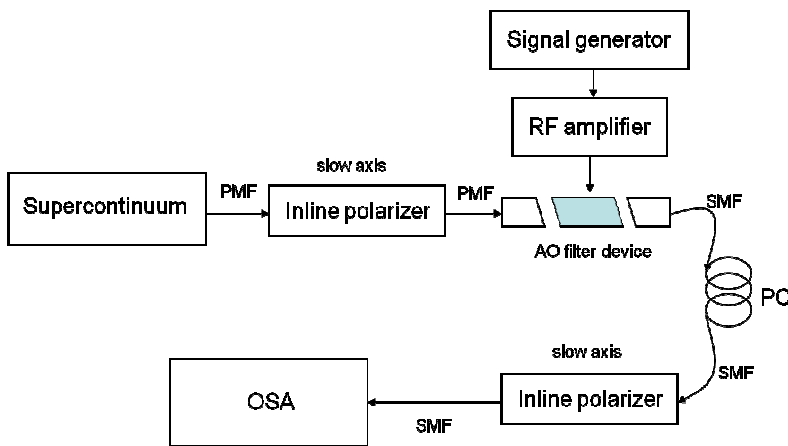 Signal generator
RF amplifier
slow axis
Supercontinuum
PMF
Inline polarizer
PMF
SMF
AO filter device
PC
slow axis
SMF
OSA
SMF
Inline polarizer